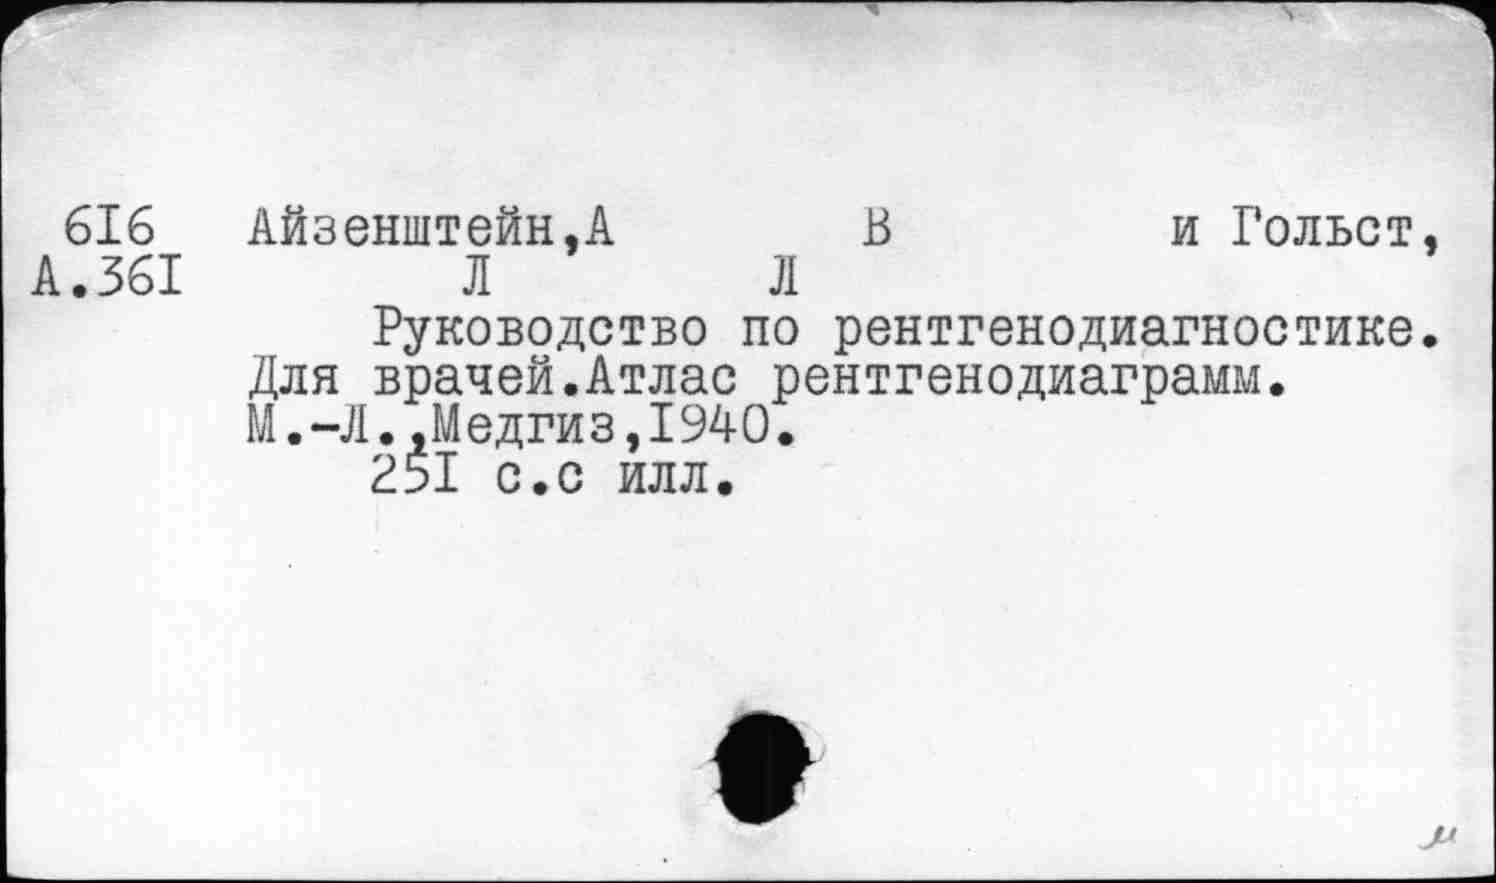 616 Айзенштейн,А В и Гольст,
А.361 Л Л
Руководство по рентгенодиагностике.
Для врачей.Атлас рентгенодиаграмм.
М.-Л.,Медгиз,1940.
251 с.с илл.